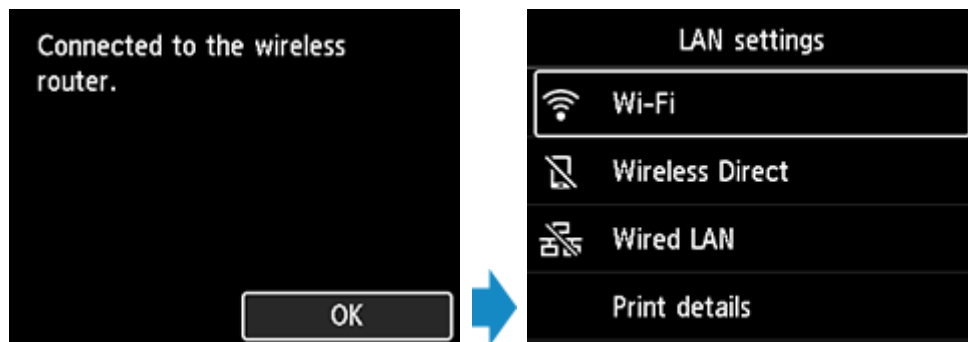 Connected to the wireless
router.
OK
LAN settings
Wi-Fi
Wireless Direct
Wired LAN
Print details